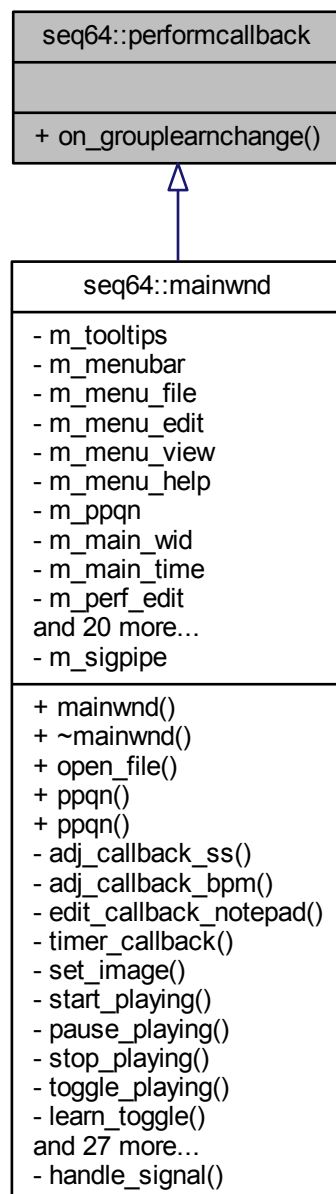 seq64::performcallback
+ on_grouplearnchange()
seq64::mainwnd
- m_tooltips
- m_menubar
- m_menu_file
- m_menu_edit
- m_menu_view
- m_menu_help
- m_ppqn
- m_main_wid
- m_main_time
- m_perf_edit
and 20 more...
- m_sigpipe
+ mainwnd()
+ ~mainwnd()
+ open_file()
+ ppqn()
+ ppqn()
- adj_callback_ss()
- adj_callback_bpm()
- edit_callback_notepad()
- timer_callback()
- set_image()
- start_playing()
- pause_playing()
- stop_playing()
- toggle_playing()
- learn_toggle()
and 27 more...
- handle_signal()